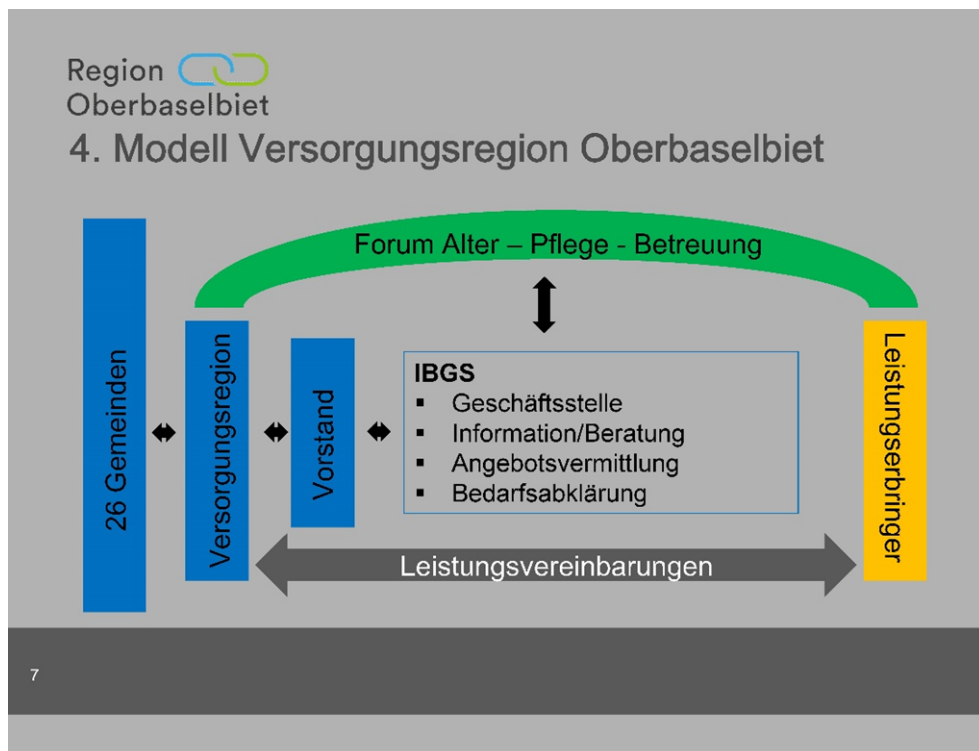 Region
Oberbaselbiet
4. Modell Versorgungsregion Oberbaselbiet
Forum Alter – Pflege - Betreuung
26 Gemeinden
Versorgungsregion
Vorstand
IBGS
▪ Geschäftsstelle
▪ Information/Beratung
▪ Angebotsvermittlung
▪ Bedarfsabklärung
Leistungserbringer
Leistungsvereinbarungen
7